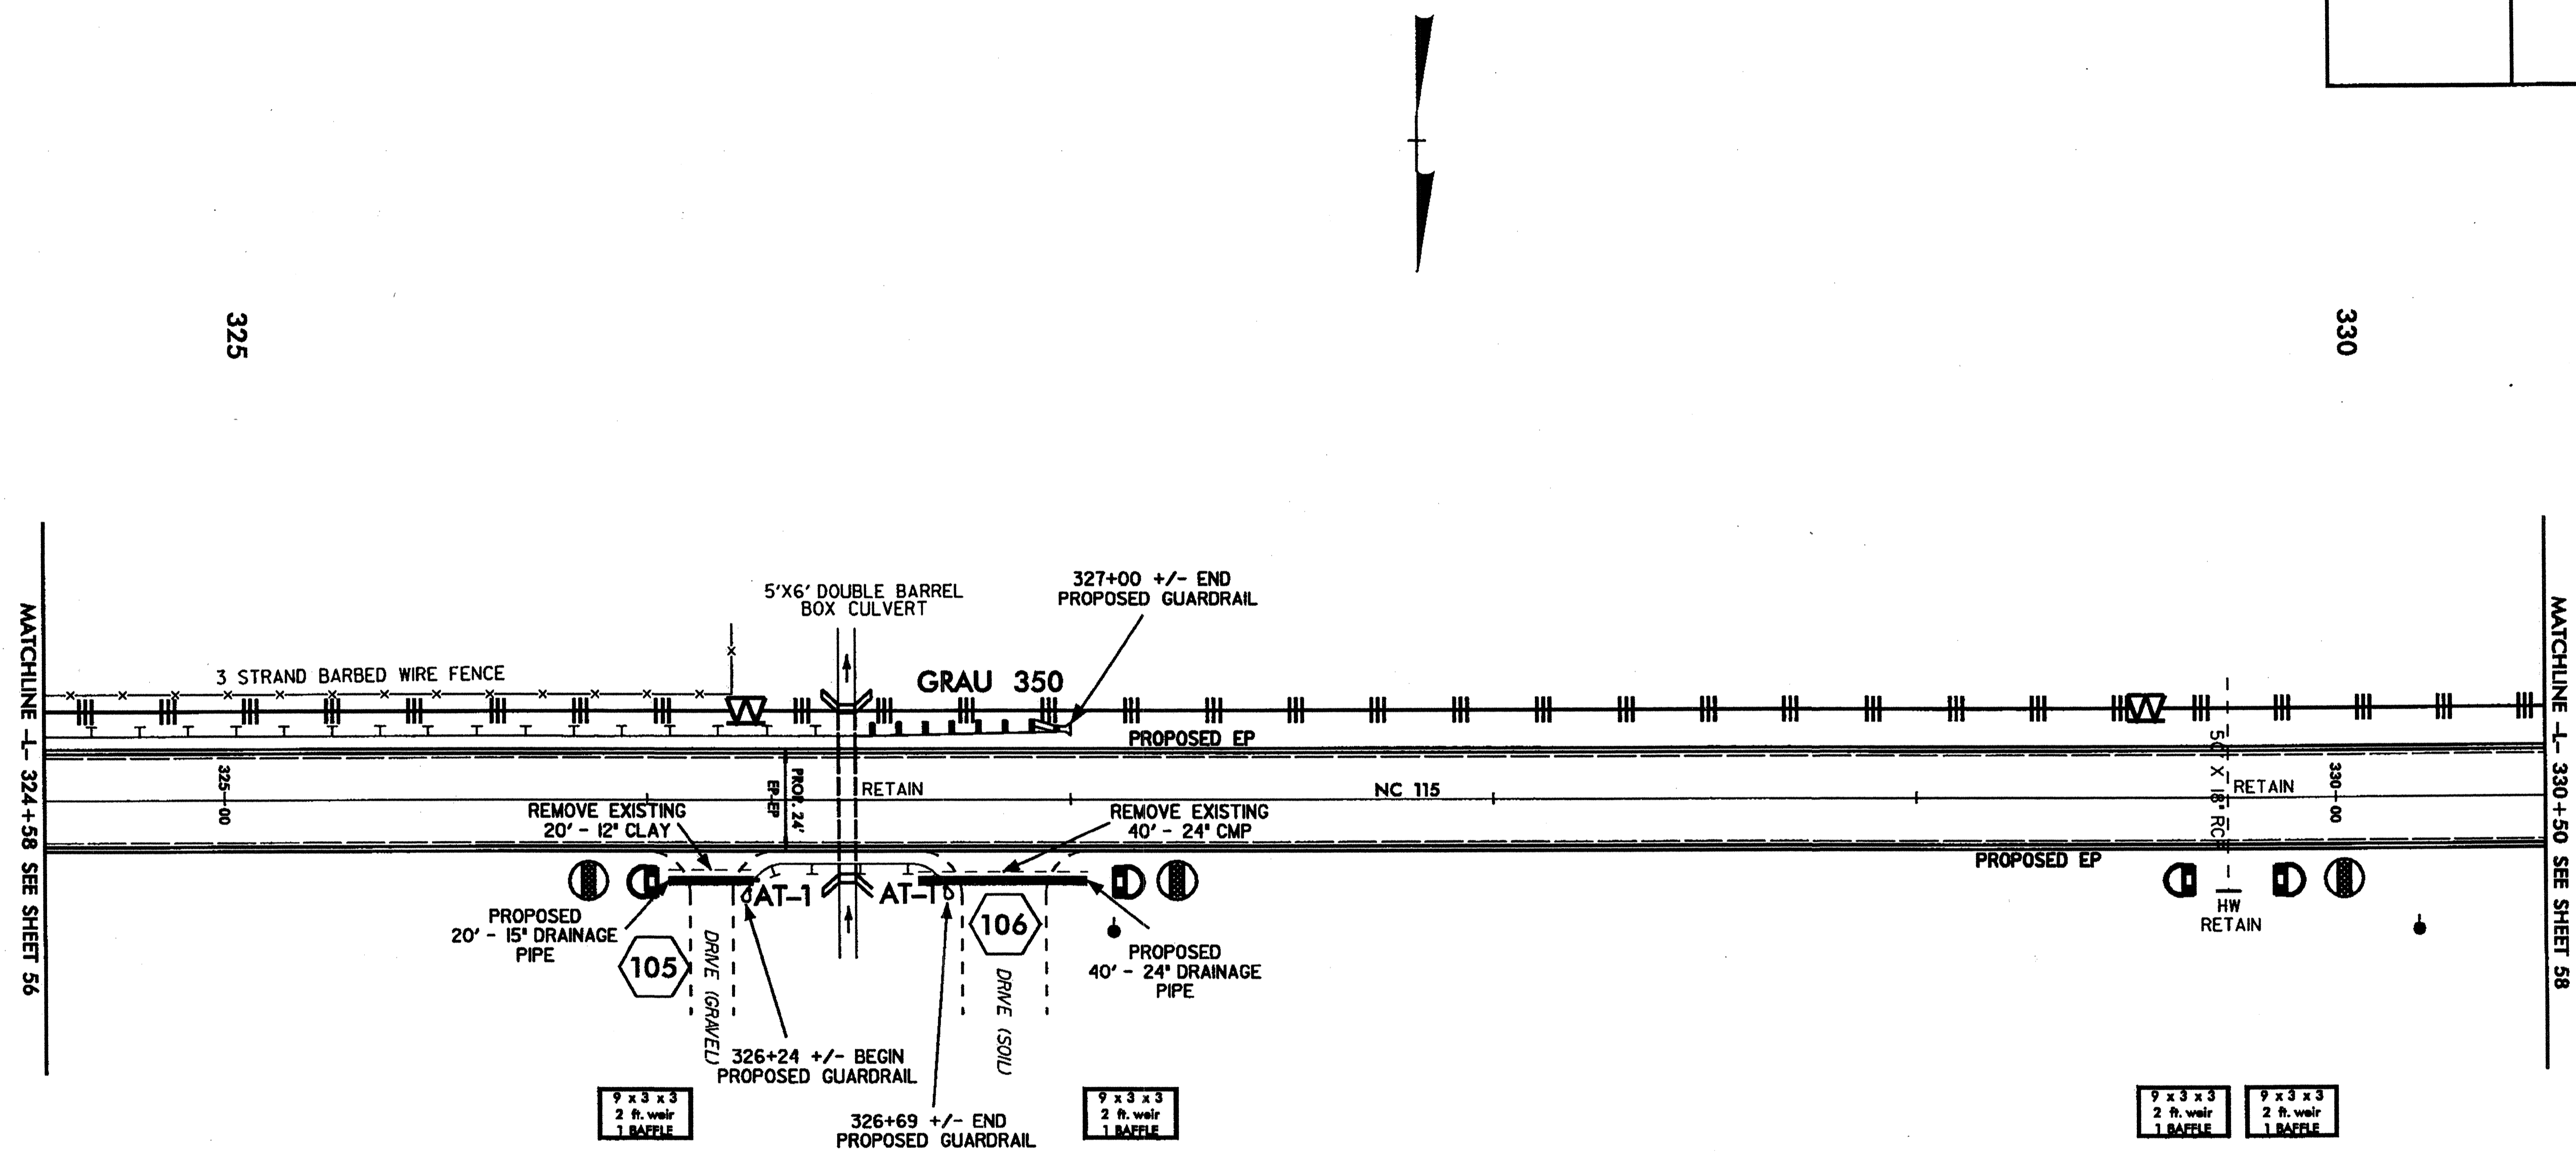 325
330
MATCHLINE -L- 324+58 SEE SHEET 56
MATCHLINE -L- 330+50 SEE SHEET 58
5'X6' DOUBLE BARREL
BOX CULVERT
327+00 +/- END
PROPOSED GUARDRAIL
3 STRAND BARBED WIRE FENCE
GRAU 350
PROPOSED EP
325-00
PROP. 24'
EP-EP
RETAIN
NC 115
RETAIN
330-00
REMOVE EXISTING
20' - 12" CLAY
REMOVE EXISTING
40' - 24" CMP
PROPOSED EP
AT-1
AT-1
PROPOSED
20' - 15" DRAINAGE
PIPE
105
DRIVE (GRAVEL)
106
DRIVE (SOIL)
PROPOSED
40' - 24" DRAINAGE
PIPE
HW
RETAIN
326+24 +/- BEGIN
PROPOSED GUARDRAIL
326+69 +/- END
PROPOSED GUARDRAIL
9 x 3 x 3
2 ft. weir
1 BAFFLE
9 x 3 x 3
2 ft. weir
1 BAFFLE
9 x 3 x 3
2 ft. weir
1 BAFFLE
9 x 3 x 3
2 ft. weir
1 BAFFLE